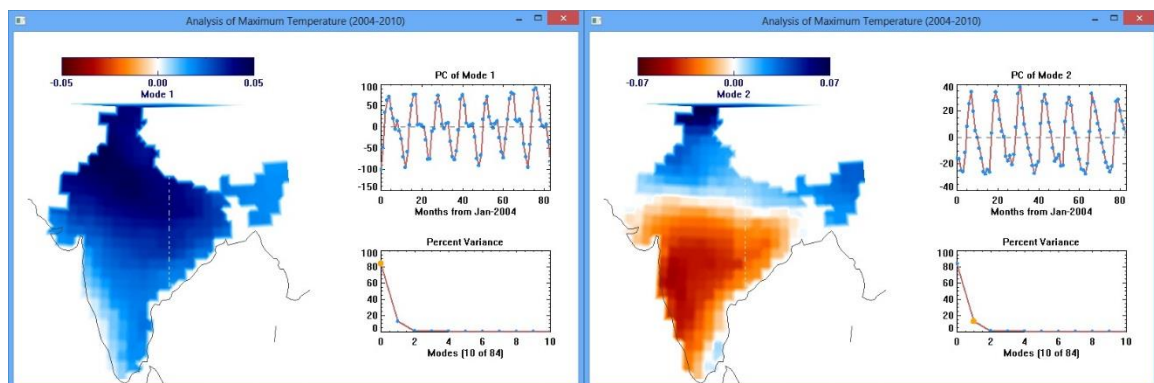 Analysis of Maximum Temperature (2004-2010)
-0.05 0.00 0.05
Mode 1
PC of Mode 1
100
50
0
-50
-100
-150
0 20 40 60 80
Months from Jan-2004
Percent Variance
100
80
60
40
20
0
0 2 4 6 8 10
Modes (10 of 84)
Analysis of Maximum Temperature (2004-2010)
-0.07 0.00 0.07
Mode 2
PC of Mode 2
40
20
0
-20
-40
0 20 40 60 80
Months from Jan-2004
Percent Variance
100
80
60
40
20
0
0 2 4 6 8 10
Modes (10 of 84)